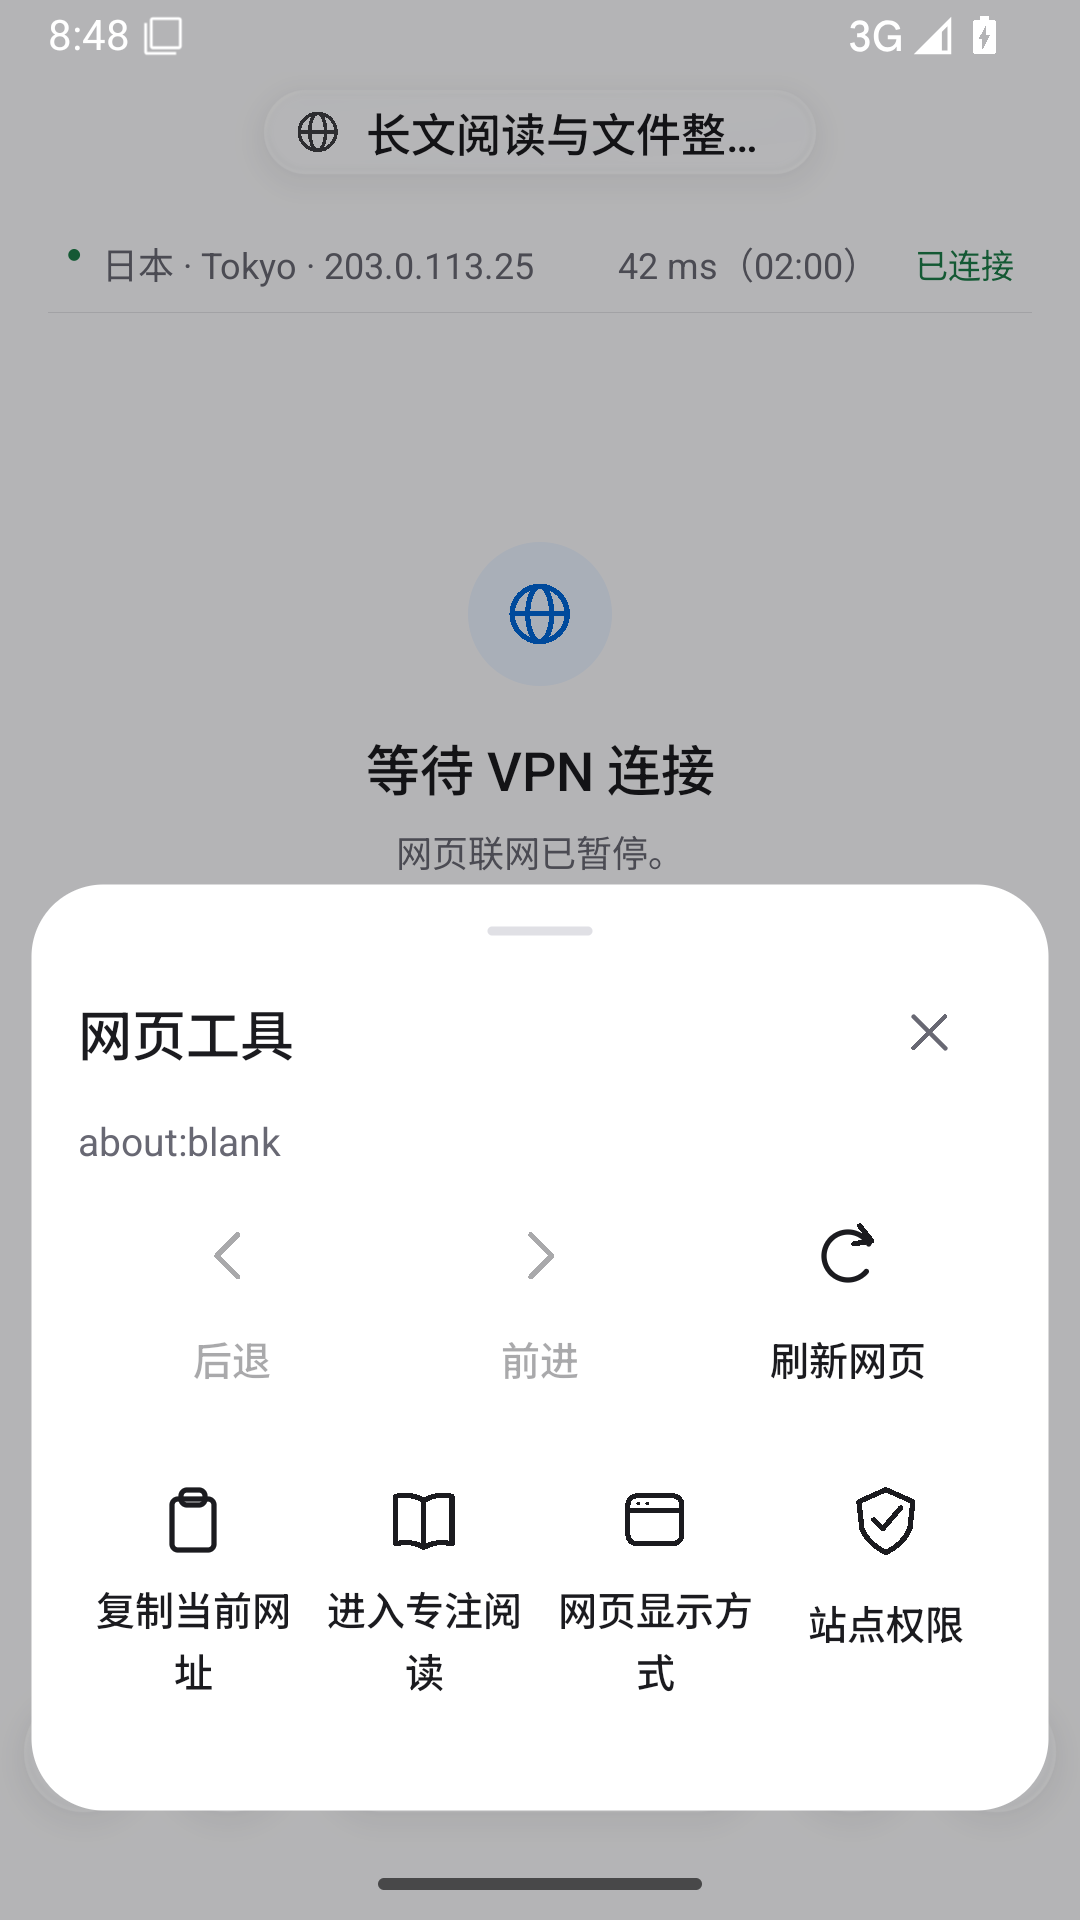 8:48
3G
长文阅读与文件整...
日本 · Tokyo · 203.0.113.25
42 ms（02:00）
已连接
等待 VPN 连接
网页联网已暂停。
网页工具
about:blank
后退
前进
刷新网页
复制当前网
址
进入专注阅
读
网页显示方
式
站点权限